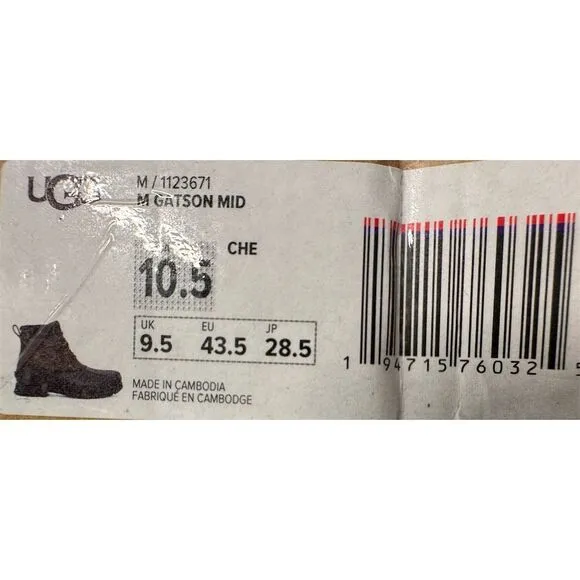 UGG
M / 1123671
M GATSON MID
10.5
CHE
UK EU JP
9.5 43.5 28.5
MADE IN CAMBODIA
FABRIQUÉ EN CAMBODGE
1 94715 76032 5